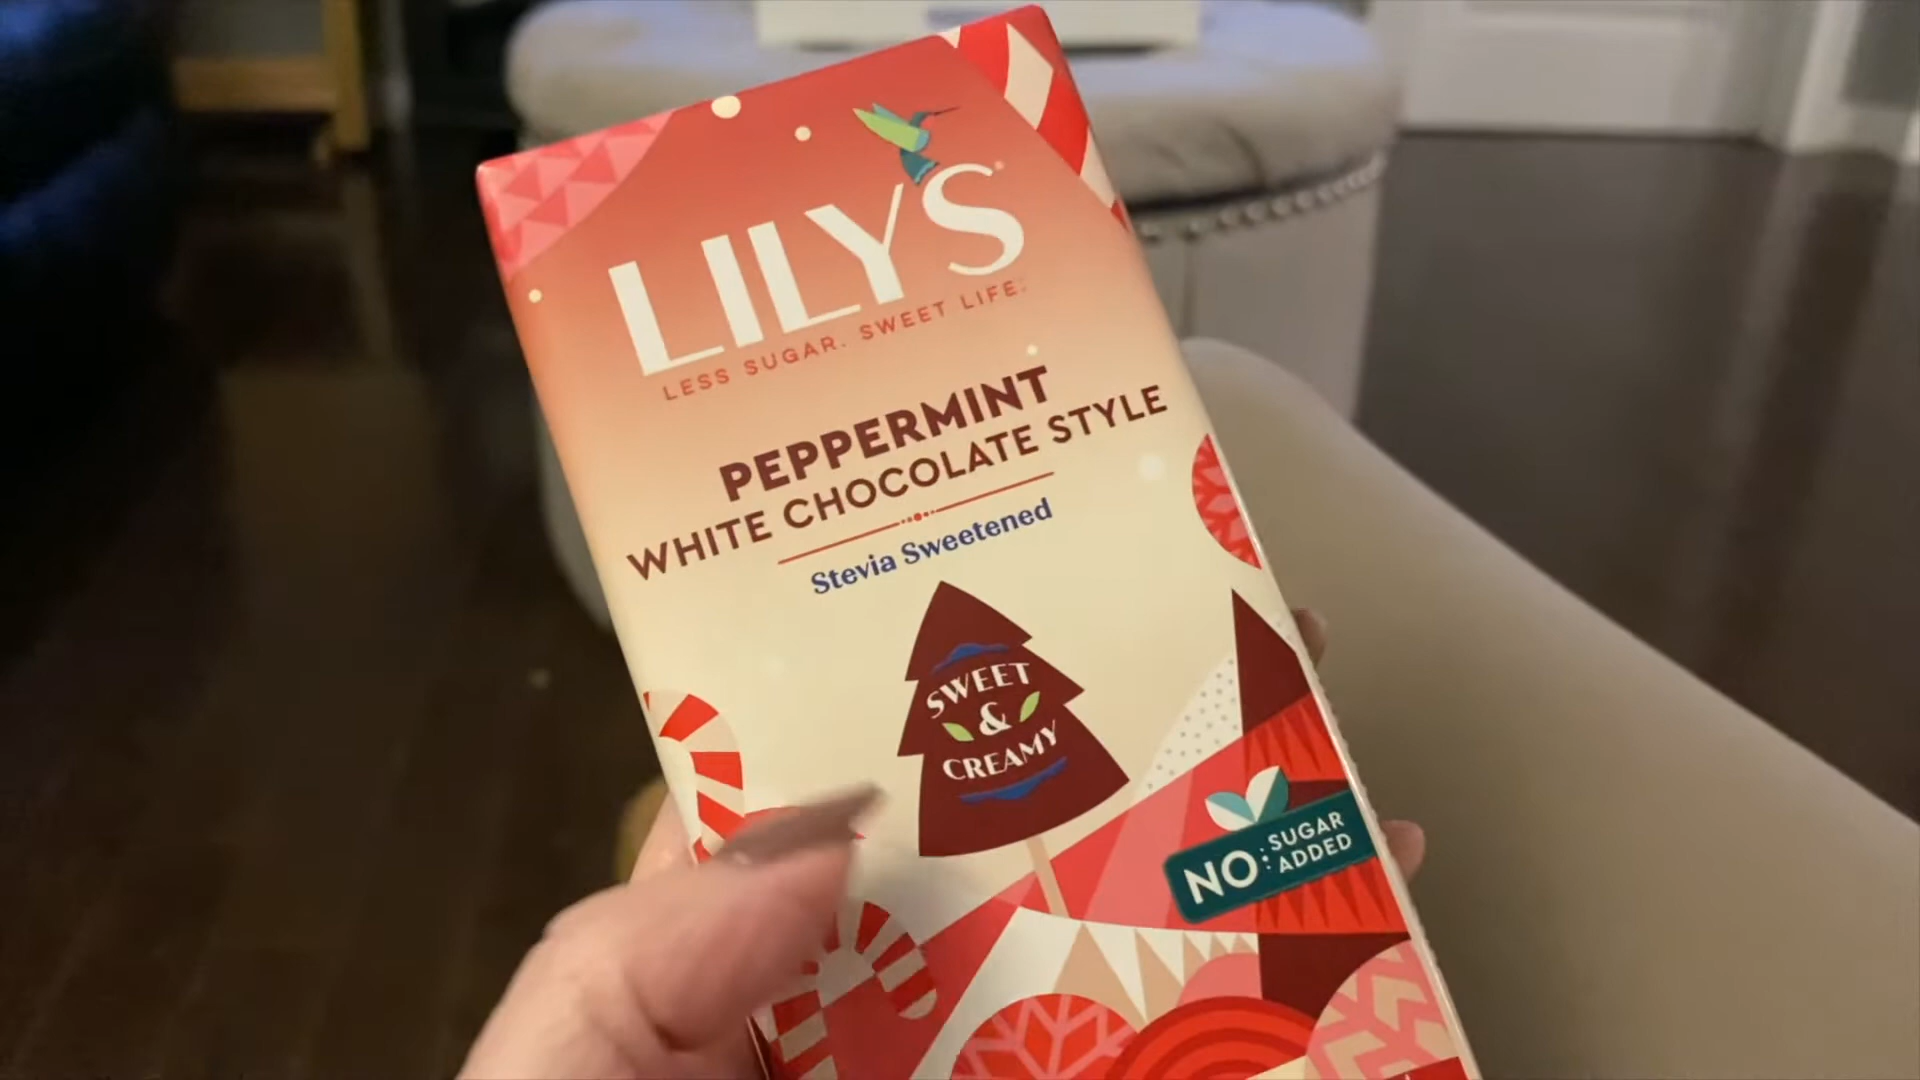 LILY'S
LESS SUGAR. SWEET LIFE.
PEPPERMINT
WHITE CHOCOLATE STYLE
Stevia Sweetened
SWEET
&
CREAMY
NO: SUGAR
ADDED